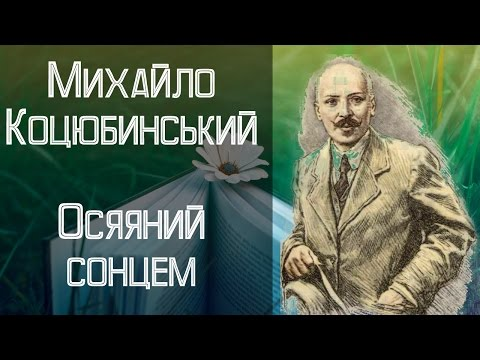 Михайло
Коцюбинський
Осяяний
сонцем